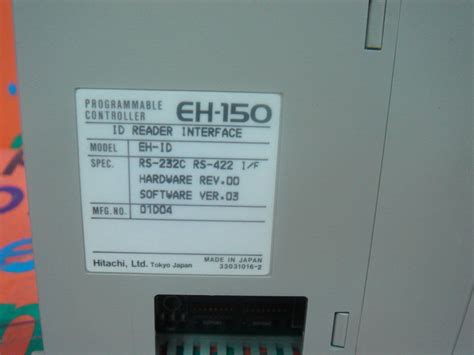 PROGRAMMABLE
CONTROLLER EH-150
ID READER INTERFACE
MODEL EH-ID
SPEC. RS-232C RS-422 I/F
HARDWARE REV.00
SOFTWARE VER.03
MFG.NO. 01D04
Hitachi, Ltd. Tokyo Japan
MADE IN JAPAN
33031016-2